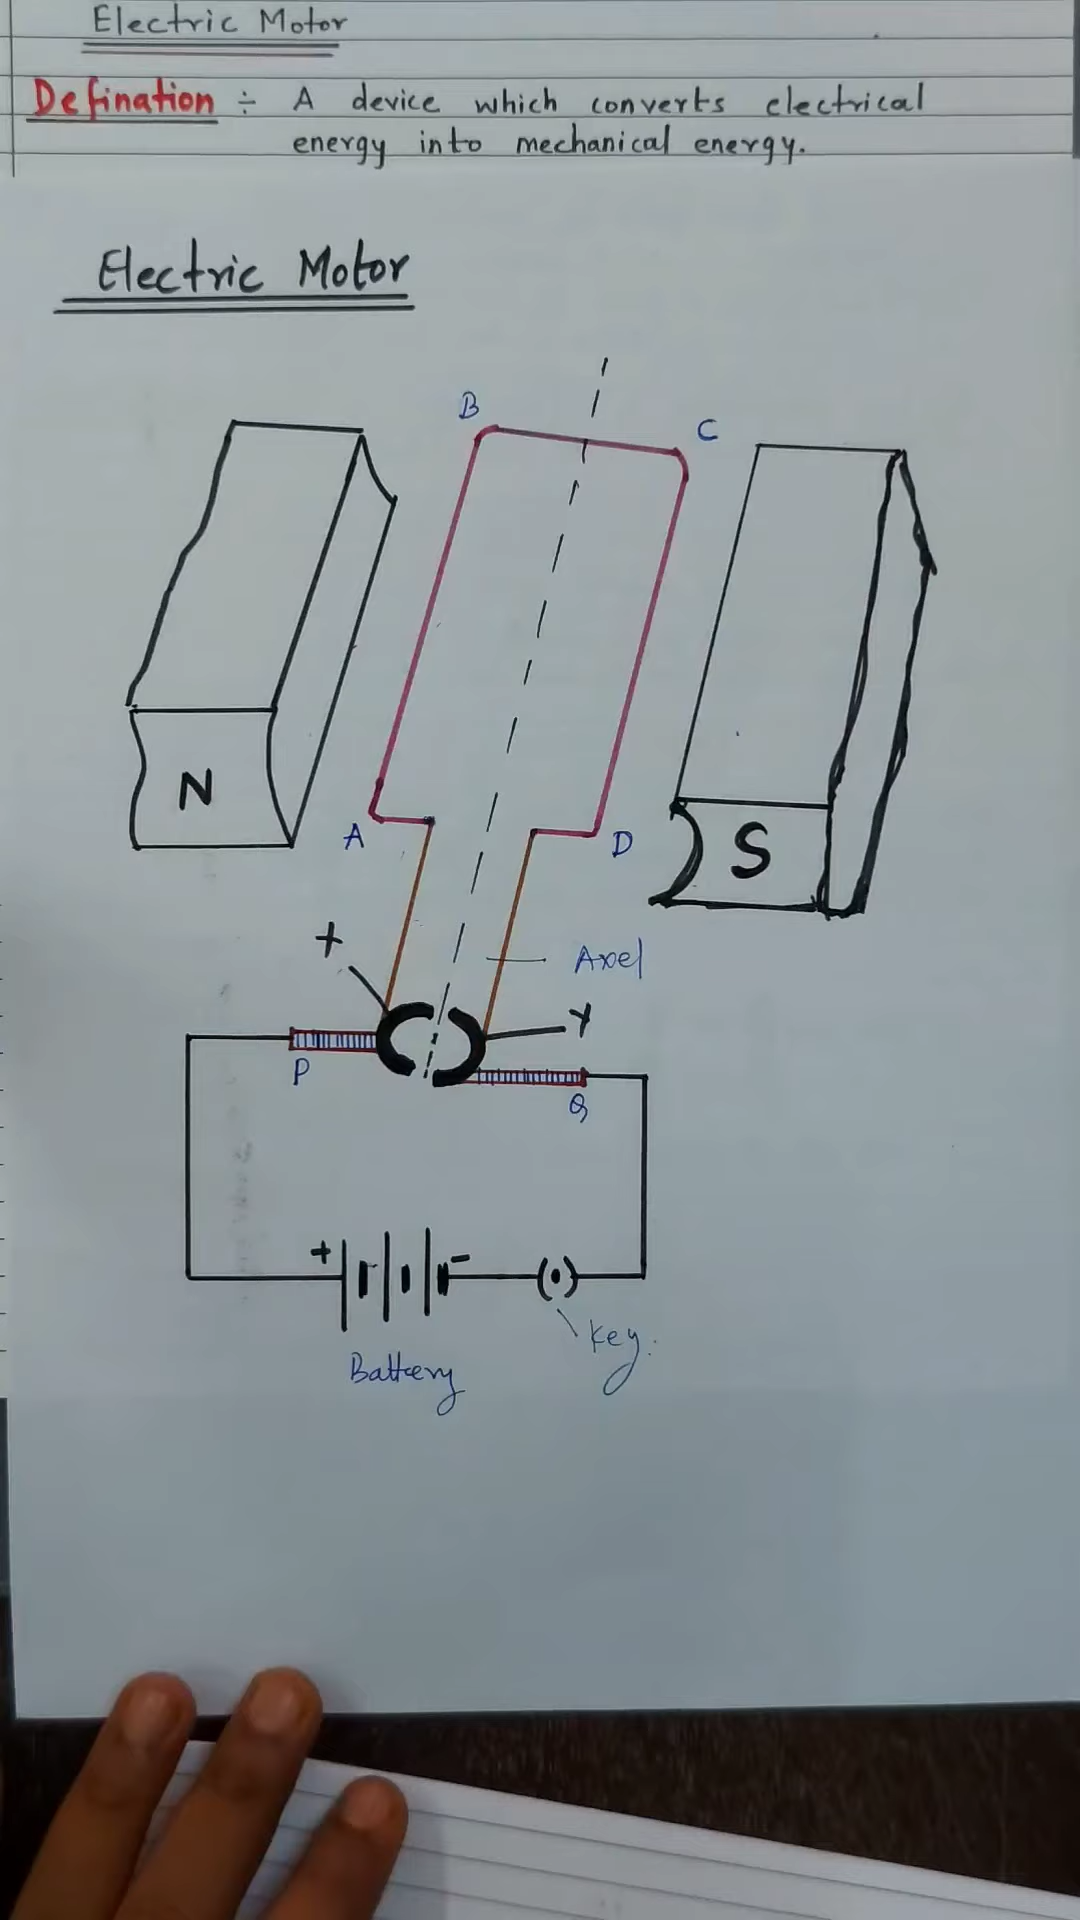 Electric Motor
Defination ÷ A device which converts electrical
energy into mechanical energy.
Electric Motor
B
C
N
A
D
S
X
Axel
Y
P
Q
+
-
Key.
Battery